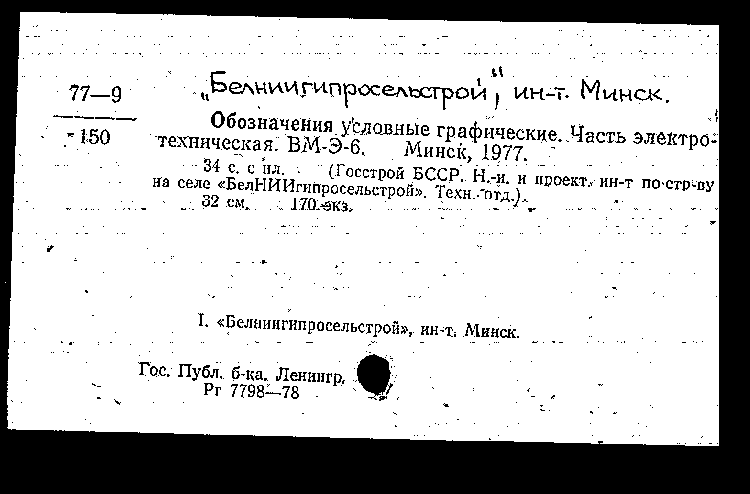 77—9
„Белниигипросельстрой", ин-т. Минск.
150
Обозначения условные графические. Часть электро-
техническая. ВМ-Э-6. Минск, 1977.
34 с. с ил. (Госстрой БССР. Н.-и. и проект. ин-т по стр-ву
на селе «БелНИИгипросельстрой». Техн. отд.).
32 см. 170 экз.
I. «Белниигипросельстрой», ин-т. Минск.
Гос. Публ. б-ка. Ленингр.
Рг 7798—78